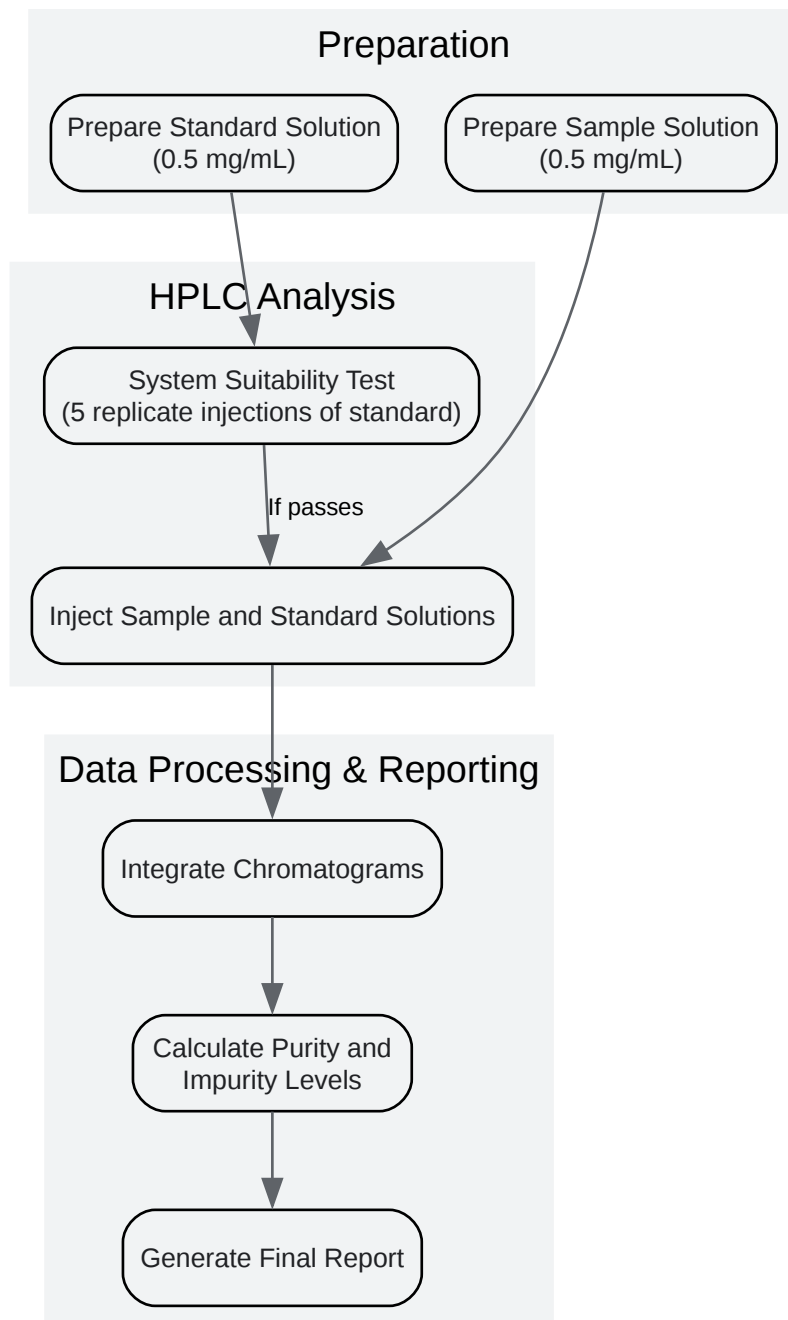 Preparation
Prepare Standard Solution
(0.5 mg/mL)
Prepare Sample Solution
(0.5 mg/mL)
HPLC Analysis
System Suitability Test
(5 replicate injections of standard)
If passes
Inject Sample and Standard Solutions
Data Processing & Reporting
Integrate Chromatograms
Calculate Purity and
Impurity Levels
Generate Final Report